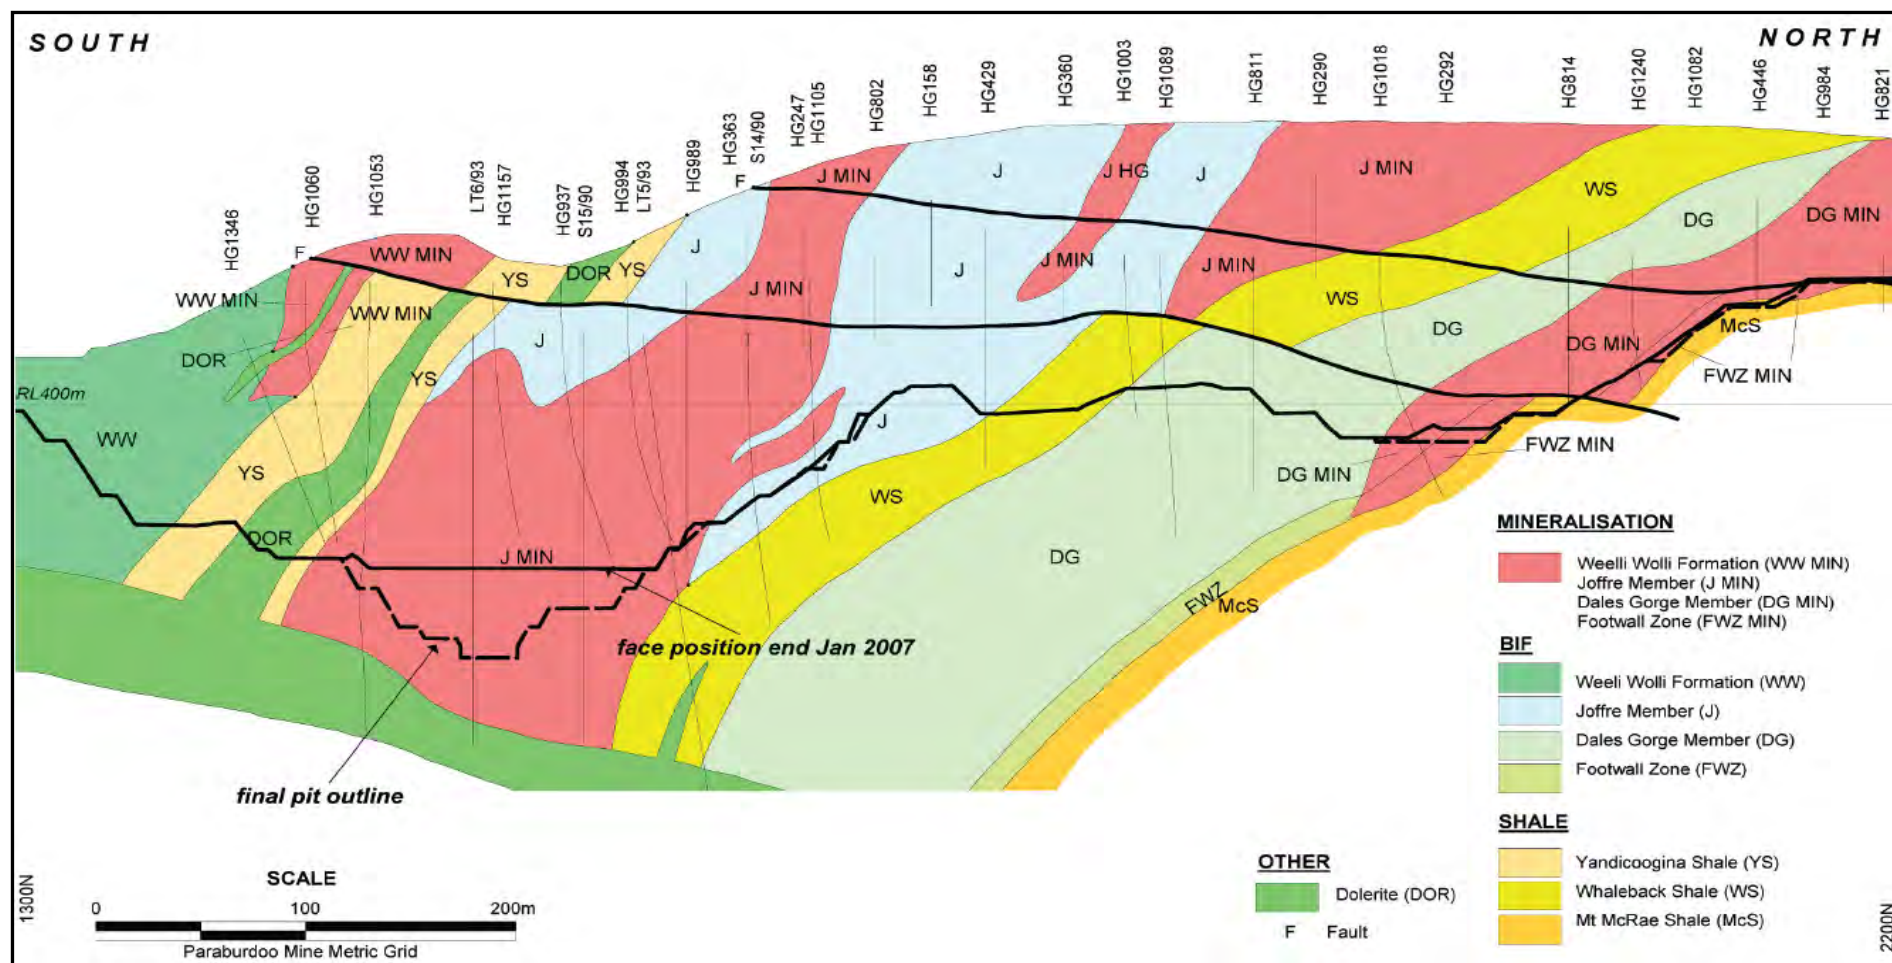 SOUTH
NORTH
HG1346
HG1060
HG1053
LT6/93
HG1157
HG937
S15/90
HG994
LT5/93
HG989
HG363
S14/90
HG247
HG1105
HG802
HG158
HG429
HG360
HG1003
HG1089
HG811
HG290
HG1018
HG292
HG814
HG1240
HG1082
HG446
HG984
HG821
F
F
J MIN
J
J HG
J
J MIN
WS
DG
DG MIN
WW MIN
YS
DOR
YS
J
WW MIN
WW MIN
J MIN
J
J MIN
J MIN
WS
DG
McS
DOR
YS
J
DG MIN
FWZ MIN
RL400m
WW
YS
J
WS
DG MIN
FWZ MIN
DOR
J MIN
DG
FWZ
McS
face position end Jan 2007
final pit outline
MINERALISATION
Weelli Wolli Formation (WW MIN)
Joffre Member (J MIN)
Dales Gorge Member (DG MIN)
Footwall Zone (FWZ MIN)
BIF
Weeli Wolli Formation (WW)
Joffre Member (J)
Dales Gorge Member (DG)
Footwall Zone (FWZ)
SHALE
Yandicoogina Shale (YS)
Whaleback Shale (WS)
Mt McRae Shale (McS)
OTHER
Dolerite (DOR)
F Fault
SCALE
0 100 200m
Paraburdoo Mine Metric Grid
1300N
2200N